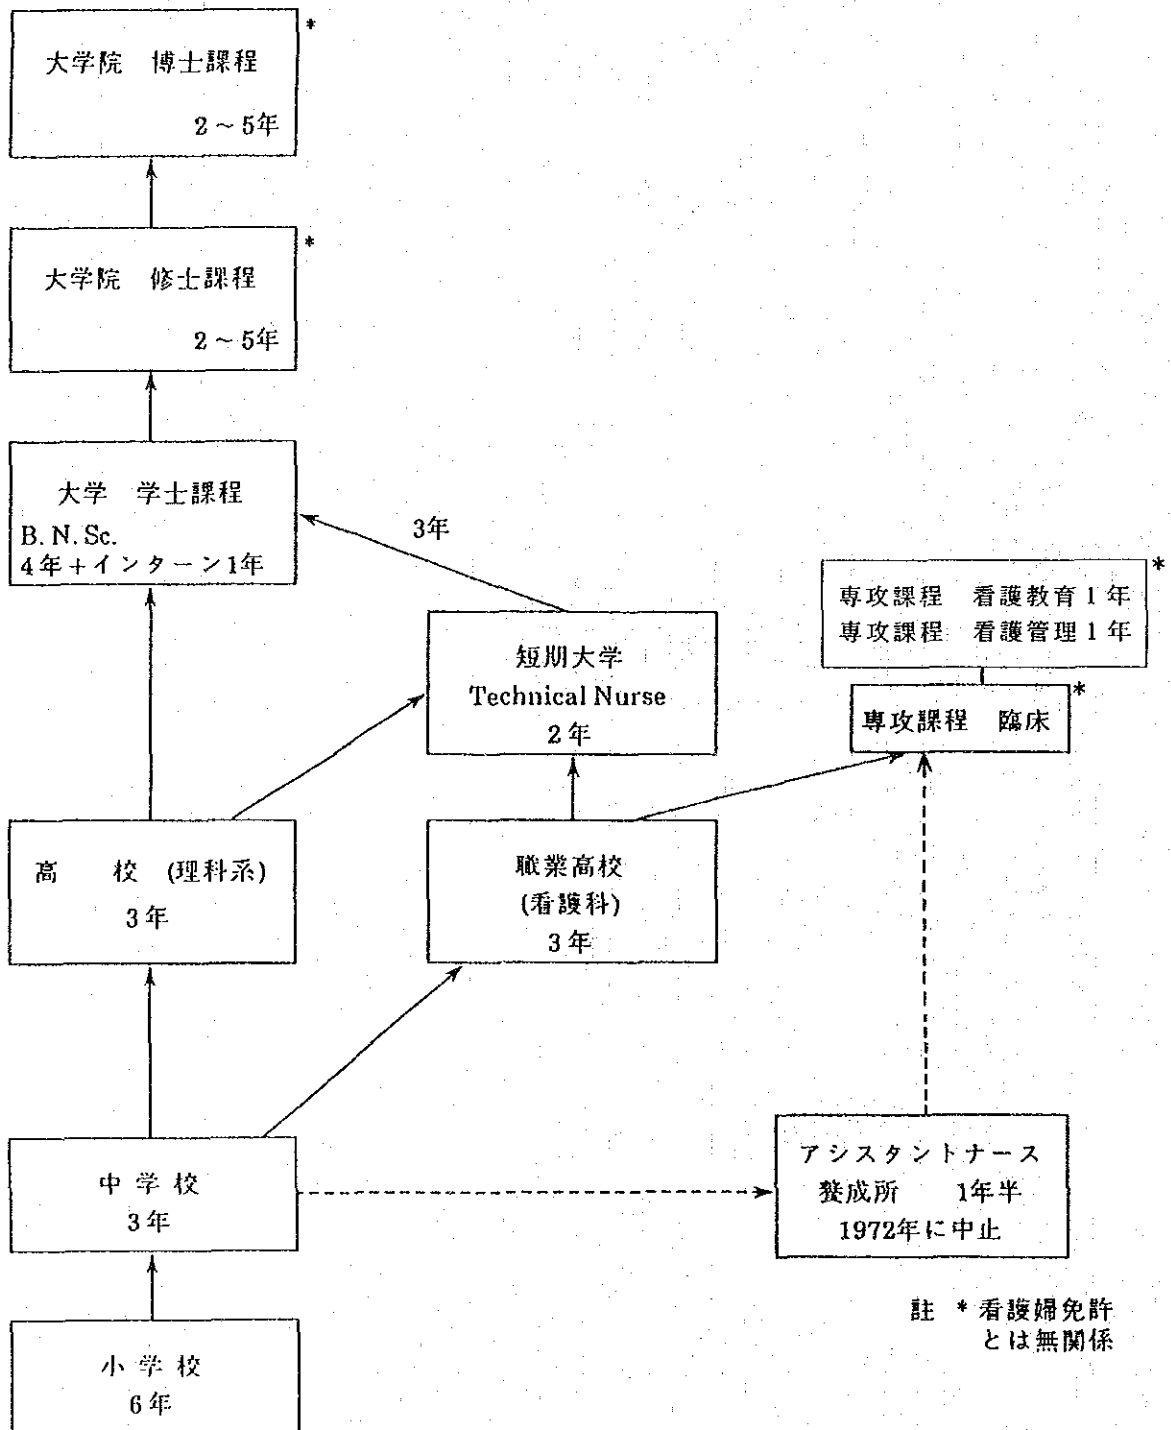 *
大学院 博士課程
2～5年
*
大学院 修士課程
2～5年
大学 学士課程
B. N. Sc.
4年+インターン1年
3年
*
専攻課程 看護教育1年
専攻課程 看護管理1年
短期大学
Technical Nurse
2年
*
専攻課程 臨床
高 校 (理科系)
3年
職業高校
(看護科)
3年
中学校
3年
アシスタントナース
養成所 1年半
1972年に中止
註 * 看護婦免許
とは無関係
小学校
6年